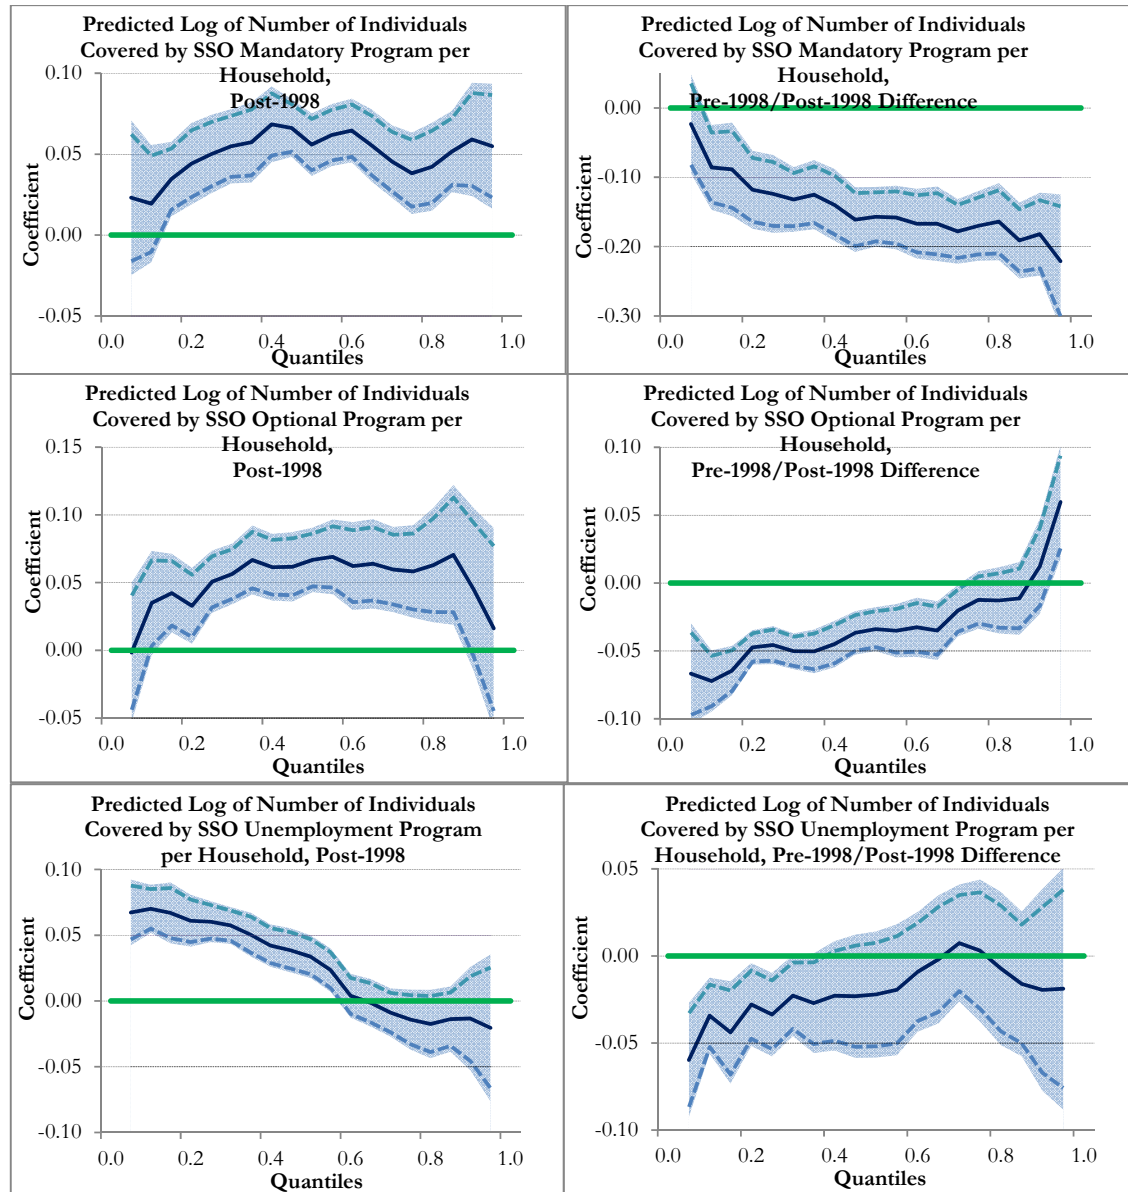 Predicted Log of Number of Individuals
Covered by SSO Mandatory Program per
Household,
Post-1998
0.10
0.05
0.00
-0.05
Coefficient
0.0 0.2 0.4 0.6 0.8 1.0
Quantiles
Predicted Log of Number of Individuals
Covered by SSO Mandatory Program per
Household,
Pre-1998/Post-1998 Difference
0.00
-0.10
-0.20
-0.30
Coefficient
0.0 0.2 0.4 0.6 0.8 1.0
Quantiles
Predicted Log of Number of Individuals
Covered by SSO Optional Program per
Household,
Post-1998
0.15
0.10
0.05
0.00
-0.05
Coefficient
0.0 0.2 0.4 0.6 0.8 1.0
Quantiles
Predicted Log of Number of Individuals
Covered by SSO Optional Program per
Household,
Pre-1998/Post-1998 Difference
0.10
0.05
0.00
-0.05
-0.10
Coefficient
0.0 0.2 0.4 0.6 0.8 1.0
Quantiles
Predicted Log of Number of Individuals
Covered by SSO Unemployment Program
per Household, Post-1998
0.10
0.05
0.00
-0.05
-0.10
Coefficient
0.0 0.2 0.4 0.6 0.8 1.0
Quantiles
Predicted Log of Number of Individuals
Covered by SSO Unemployment Program per
Household, Pre-1998/Post-1998 Difference
0.05
0.00
-0.05
-0.10
Coefficient
0.0 0.2 0.4 0.6 0.8 1.0
Quantiles